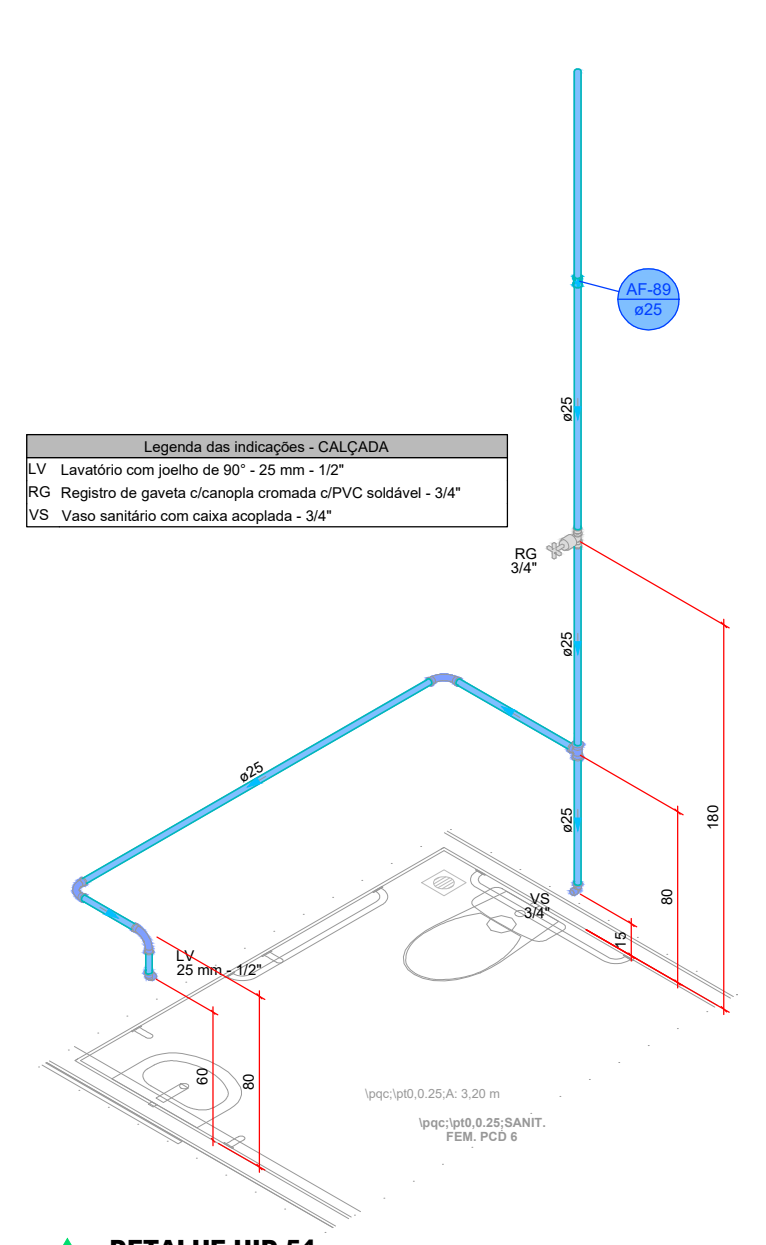 AF-89
ø25
ø25
Legenda das indicações - CALÇADA
LV Lavatório com joelho de 90° - 25 mm - 1/2"
RG Registro de gaveta c/canopla cromada c/PVC soldável - 3/4"
VS Vaso sanitário com caixa acoplada - 3/4"
RG
3/4"
ø25
ø25
ø25
180
80
VS
3/4"
15
LV
25 mm - 1/2"
60
80
\pqc;\pt0,0.25;A: 3,20 m
\pqc;\pt0,0.25;SANIT.
FEM. PCD 6
DETALHE HID 51